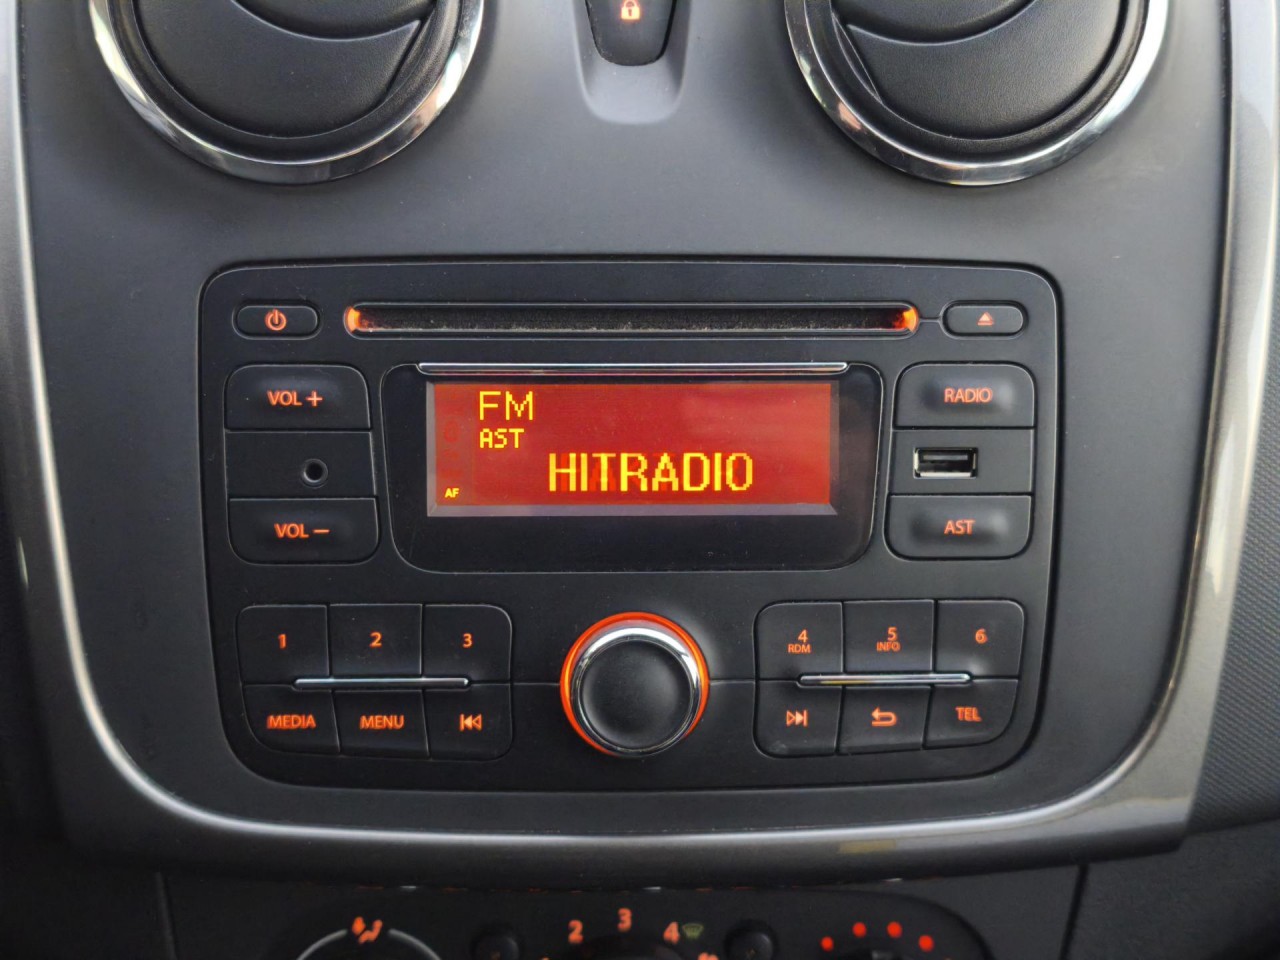 VOL +
VOL −
FM
AST
HITRADIO
AF
RADIO
AST
1
2
3
4
RDM
5
INFO
6
MEDIA
MENU
TEL
2
3
4